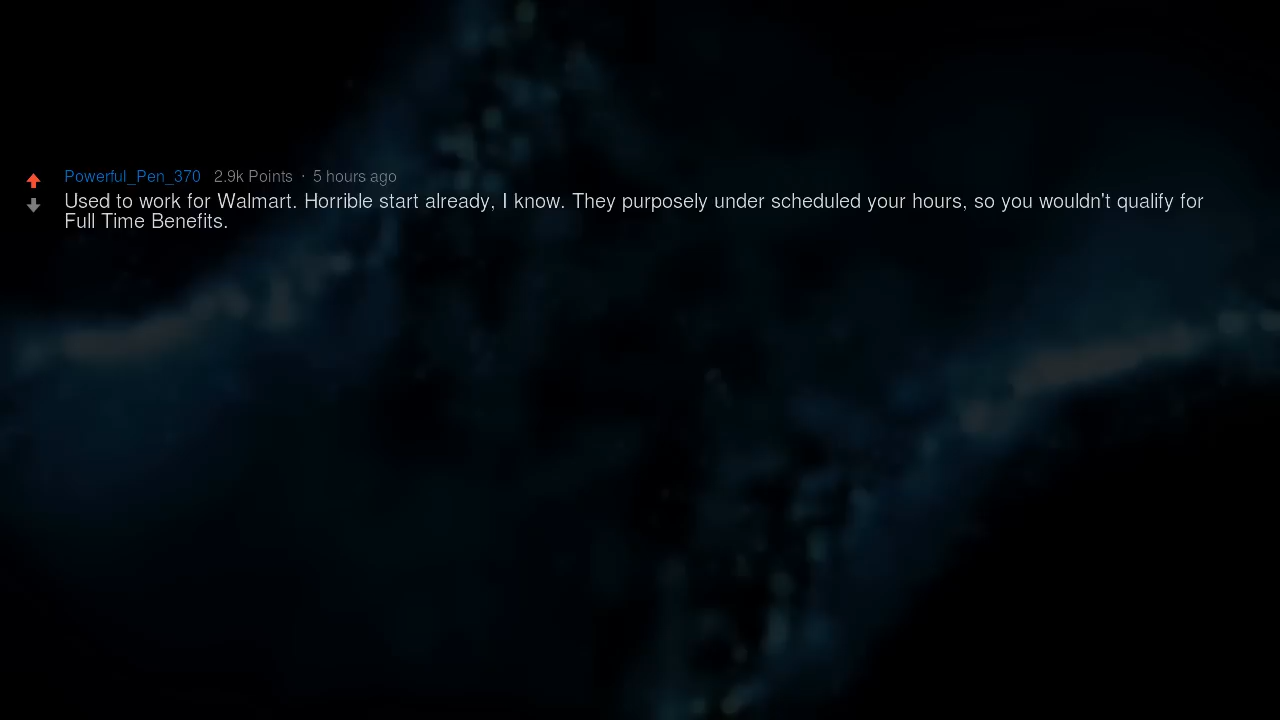 Powerful_Pen_370 2.9k Points · 5 hours ago
Used to work for Walmart. Horrible start already, I know. They purposely under scheduled your hours, so you wouldn't qualify for
Full Time Benefits.